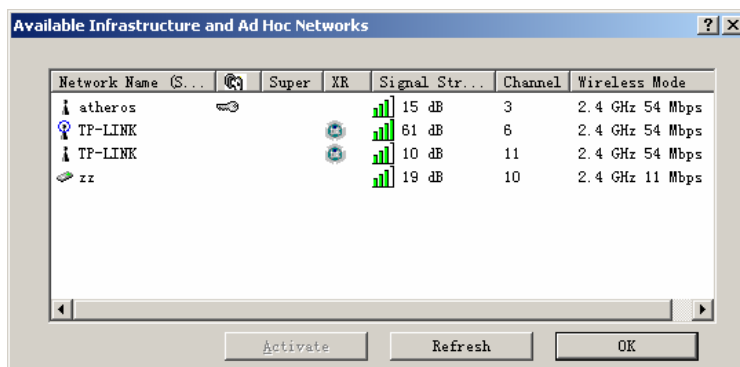 Available Infrastructure and Ad Hoc Networks
Network Name (S... Super XR Signal Str... Channel Wireless Mode
atheros 15 dB 3 2.4 GHz 54 Mbps
TP-LINK 61 dB 6 2.4 GHz 54 Mbps
TP-LINK 10 dB 11 2.4 GHz 54 Mbps
zz 19 dB 10 2.4 GHz 11 Mbps
Activate Refresh OK